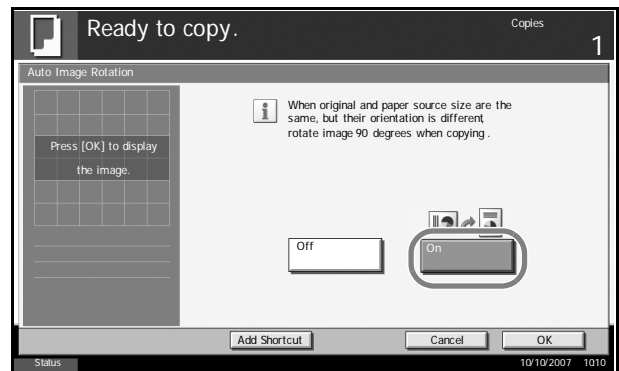 Ready to copy.
Copies
1
Auto Image Rotation
Press [OK] to display
the image.
i
When original and paper source size are the
same, but their orientation is different,
rotate image 90 degrees when copying .
Off
On
Add Shortcut
Cancel
OK
Status
10/10/2007 1010